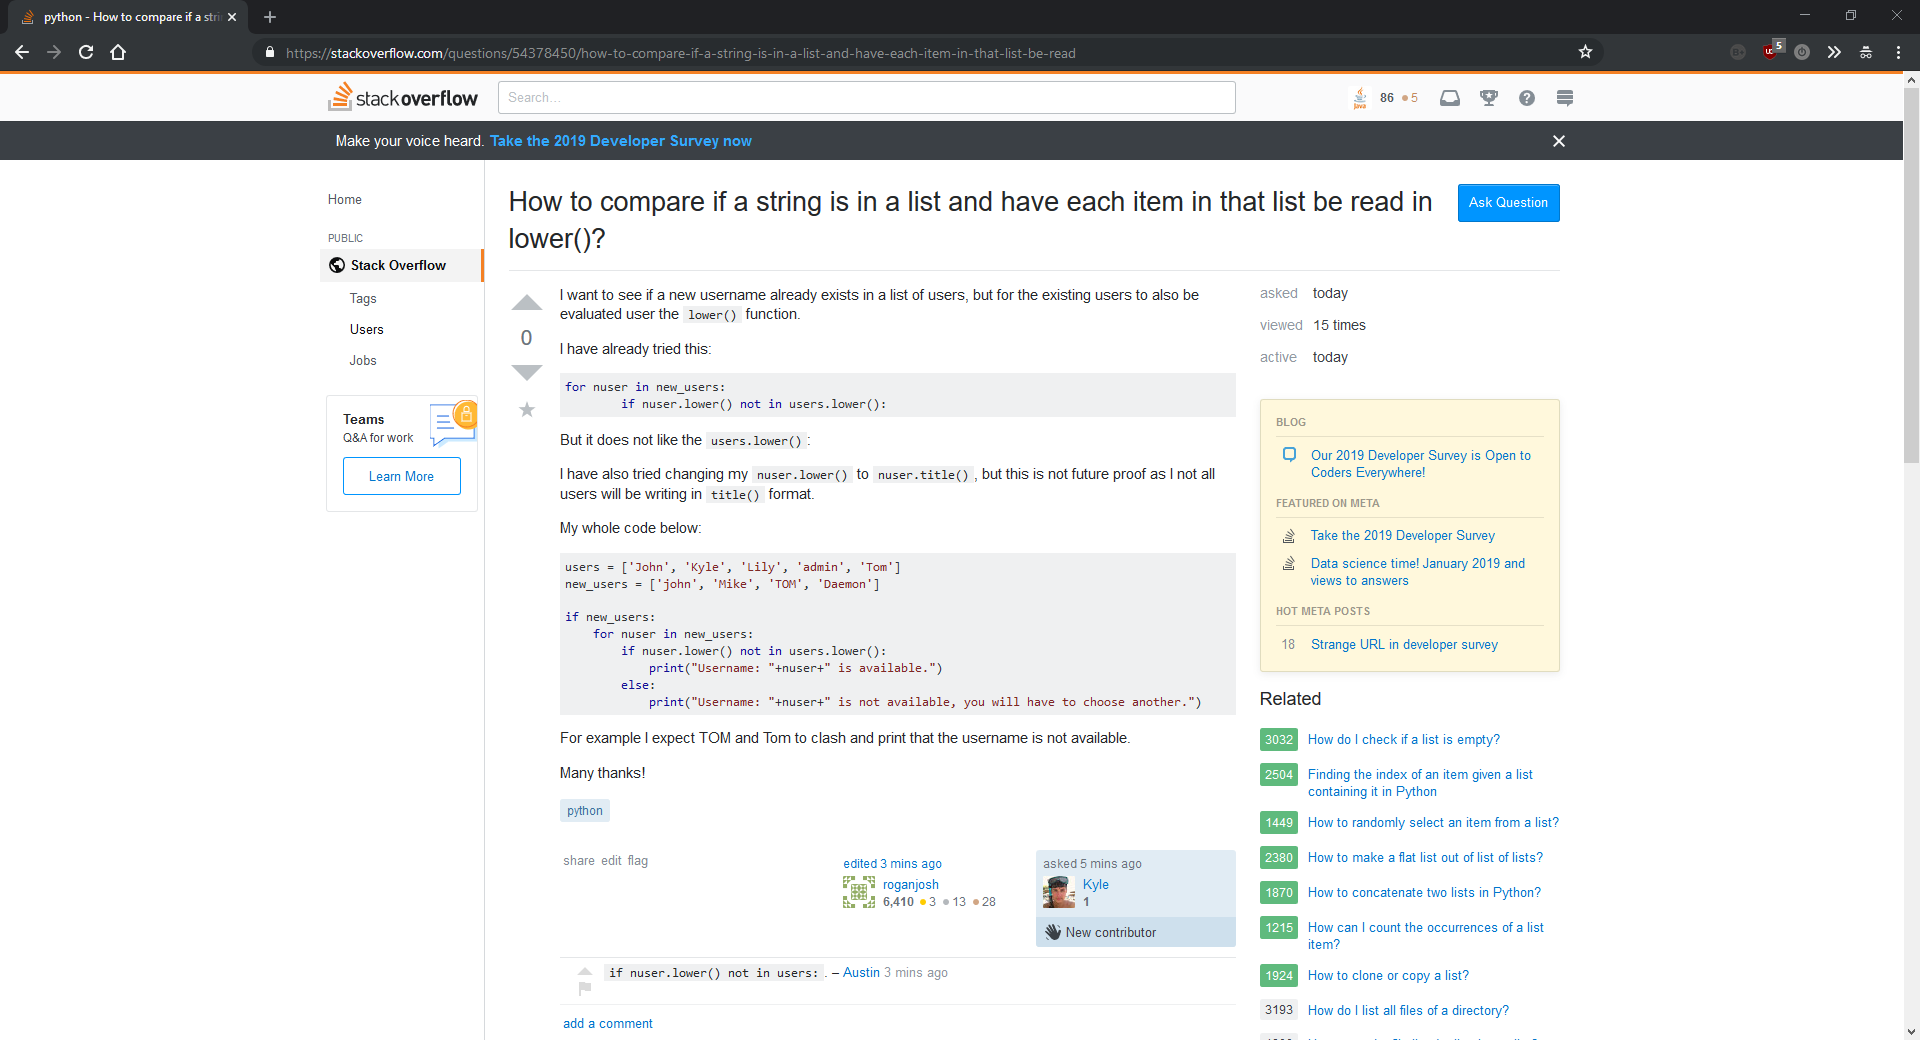 python - How to compare if a stri
https://stackoverflow.com/questions/54378450/how-to-compare-if-a-string-is-in-a-list-and-have-each-item-in-that-list-be-read
5
stackoverflow
Search...
86 5
Make your voice heard. Take the 2019 Developer Survey now
Home
PUBLIC
Stack Overflow
Tags
Users
Jobs
Teams
Q&A for work
Learn More
How to compare if a string is in a list and have each item in that list be read in
lower()?
Ask Question
0
I want to see if a new username already exists in a list of users, but for the existing users to also be
evaluated user the lower() function.
I have already tried this:
for nuser in new_users:
if nuser.lower() not in users.lower():
But it does not like the users.lower():
I have also tried changing my nuser.lower() to nuser.title(), but this is not future proof as I not all
users will be writing in title() format.
My whole code below:
users = ['John', 'Kyle', 'Lily', 'admin', 'Tom']
new_users = ['john', 'Mike', 'TOM', 'Daemon']
if new_users:
for nuser in new_users:
if nuser.lower() not in users.lower():
print("Username: "+nuser+" is available.")
else:
print("Username: "+nuser+" is not available, you will have to choose another.")
For example I expect TOM and Tom to clash and print that the username is not available.
Many thanks!
python
share edit flag
edited 3 mins ago
roganjosh
6,410 3 13 28
asked 5 mins ago
Kyle
1
New contributor
if nuser.lower() not in users: . – Austin 3 mins ago
add a comment
asked today
viewed 15 times
active today
BLOG
Our 2019 Developer Survey is Open to
Coders Everywhere!
FEATURED ON META
Take the 2019 Developer Survey
Data science time! January 2019 and
views to answers
HOT META POSTS
18 Strange URL in developer survey
Related
3032 How do I check if a list is empty?
2504 Finding the index of an item given a list
containing it in Python
1449 How to randomly select an item from a list?
2380 How to make a flat list out of list of lists?
1870 How to concatenate two lists in Python?
1215 How can I count the occurrences of a list
item?
1924 How to clone or copy a list?
3193 How do I list all files of a directory?